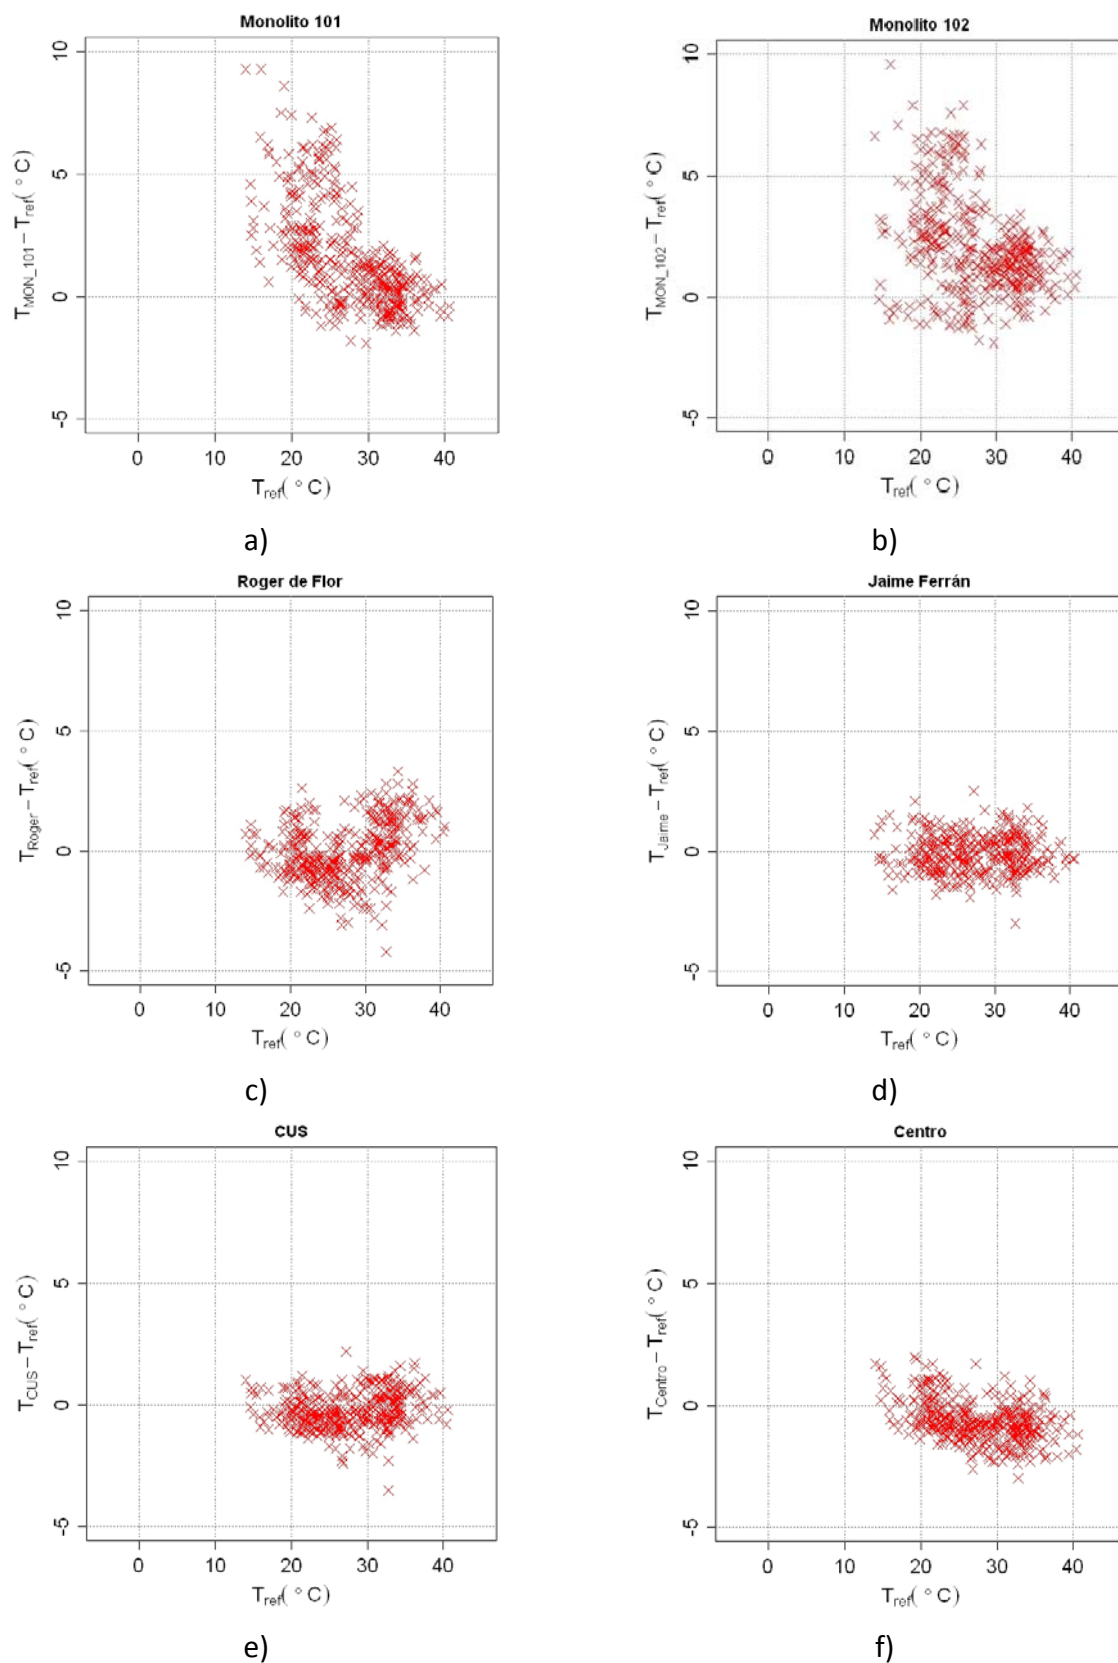 Monolito 101
10
5
0
-5
T_MON_101 − T_ref( °C)
0 10 20 30 40
T_ref( °C)
a)
Monolito 102
10
5
0
-5
T_MON_102 − T_ref( °C)
0 10 20 30 40
T_ref( °C)
b)
Roger de Flor
10
5
0
-5
T_Roger − T_ref( °C)
0 10 20 30 40
T_ref( °C)
c)
Jaime Ferrán
10
5
0
-5
T_Jaime − T_ref( °C)
0 10 20 30 40
T_ref( °C)
d)
CUS
10
5
0
-5
T_CUS − T_ref( °C)
0 10 20 30 40
T_ref( °C)
e)
Centro
10
5
0
-5
T_Centro − T_ref( °C)
0 10 20 30 40
T_ref( °C)
f)